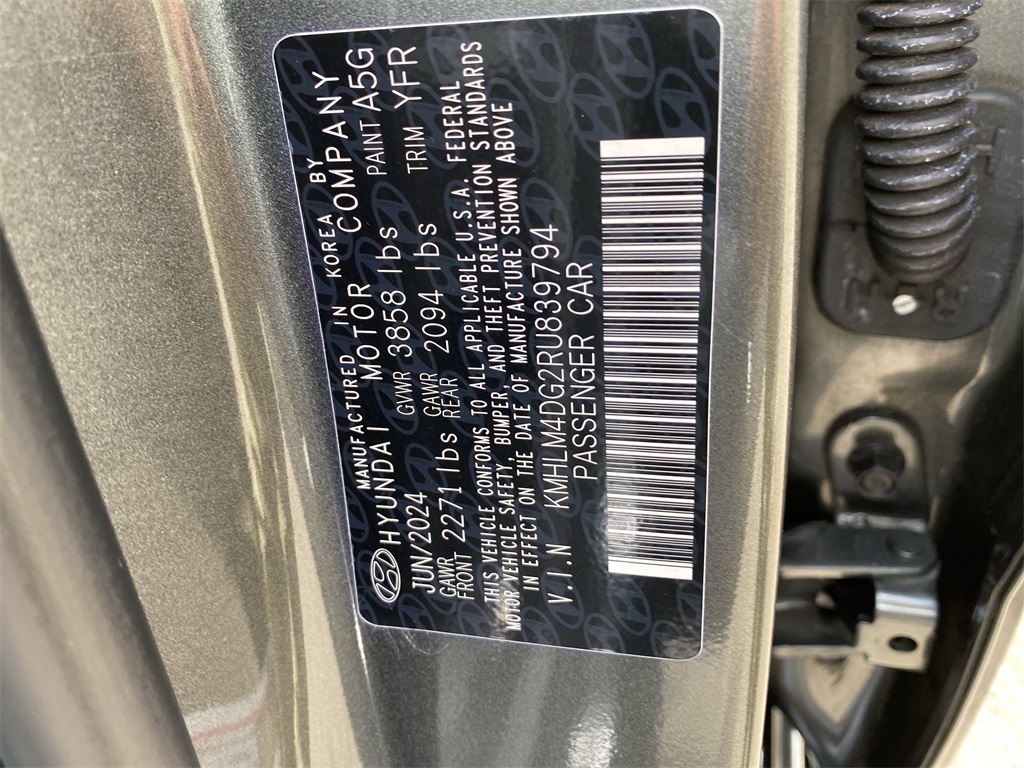 MANUFACTURED IN KOREA BY
HYUNDAI MOTOR COMPANY
JUN/2024 GVWR 3858 lbs PAINT A5G
GAWR FRONT 2271 lbs GAWR REAR 2094 lbs TRIM YFR
THIS VEHICLE CONFORMS TO ALL APPLICABLE U.S.A. FEDERAL
MOTOR VEHICLE SAFETY, BUMPER, AND THEFT PREVENTION STANDARDS
IN EFFECT ON THE DATE OF MANUFACTURE SHOWN ABOVE
V.I.N KMHLM4DG2RU839794
PASSENGER CAR